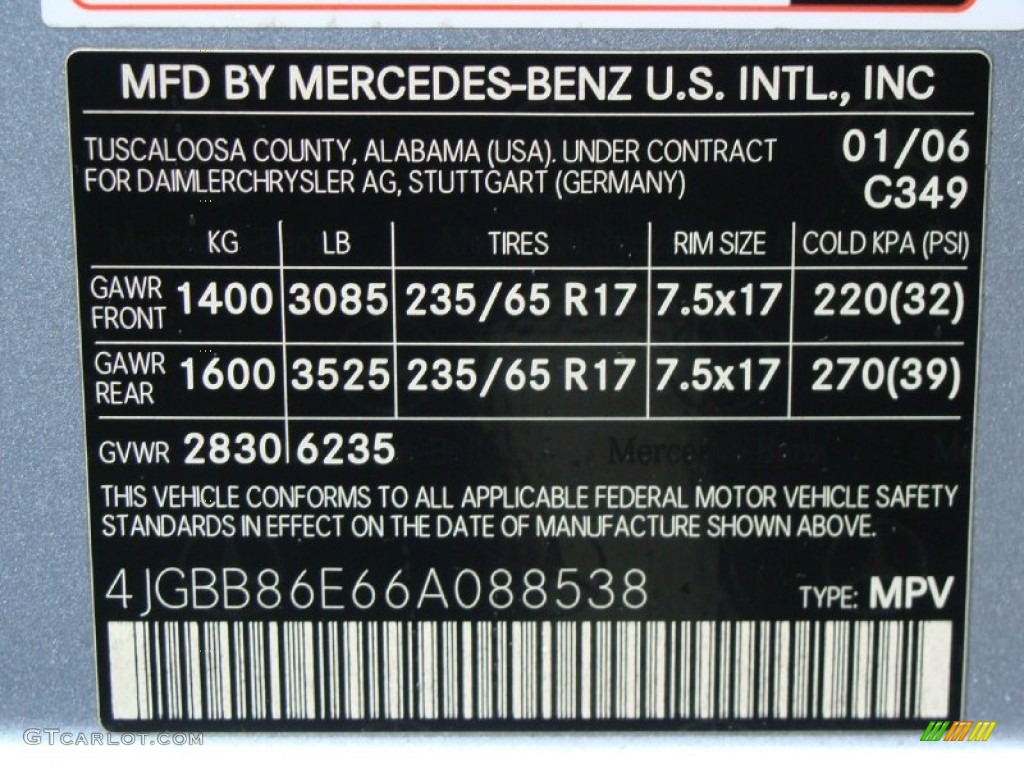 MFD BY MERCEDES-BENZ U.S. INTL., INC
TUSCALOOSA COUNTY, ALABAMA (USA). UNDER CONTRACT 01/06
FOR DAIMLERCHRYSLER AG, STUTTGART (GERMANY) C349
KG LB TIRES RIM SIZE COLD KPA (PSI)
GAWR FRONT 1400 3085 235/65 R17 7.5x17 220(32)
GAWR REAR 1600 3525 235/65 R17 7.5x17 270(39)
GVWR 2830 6235
THIS VEHICLE CONFORMS TO ALL APPLICABLE FEDERAL MOTOR VEHICLE SAFETY
STANDARDS IN EFFECT ON THE DATE OF MANUFACTURE SHOWN ABOVE.
4JGBB86E66A088538 TYPE: MPV
GTcarlot.com